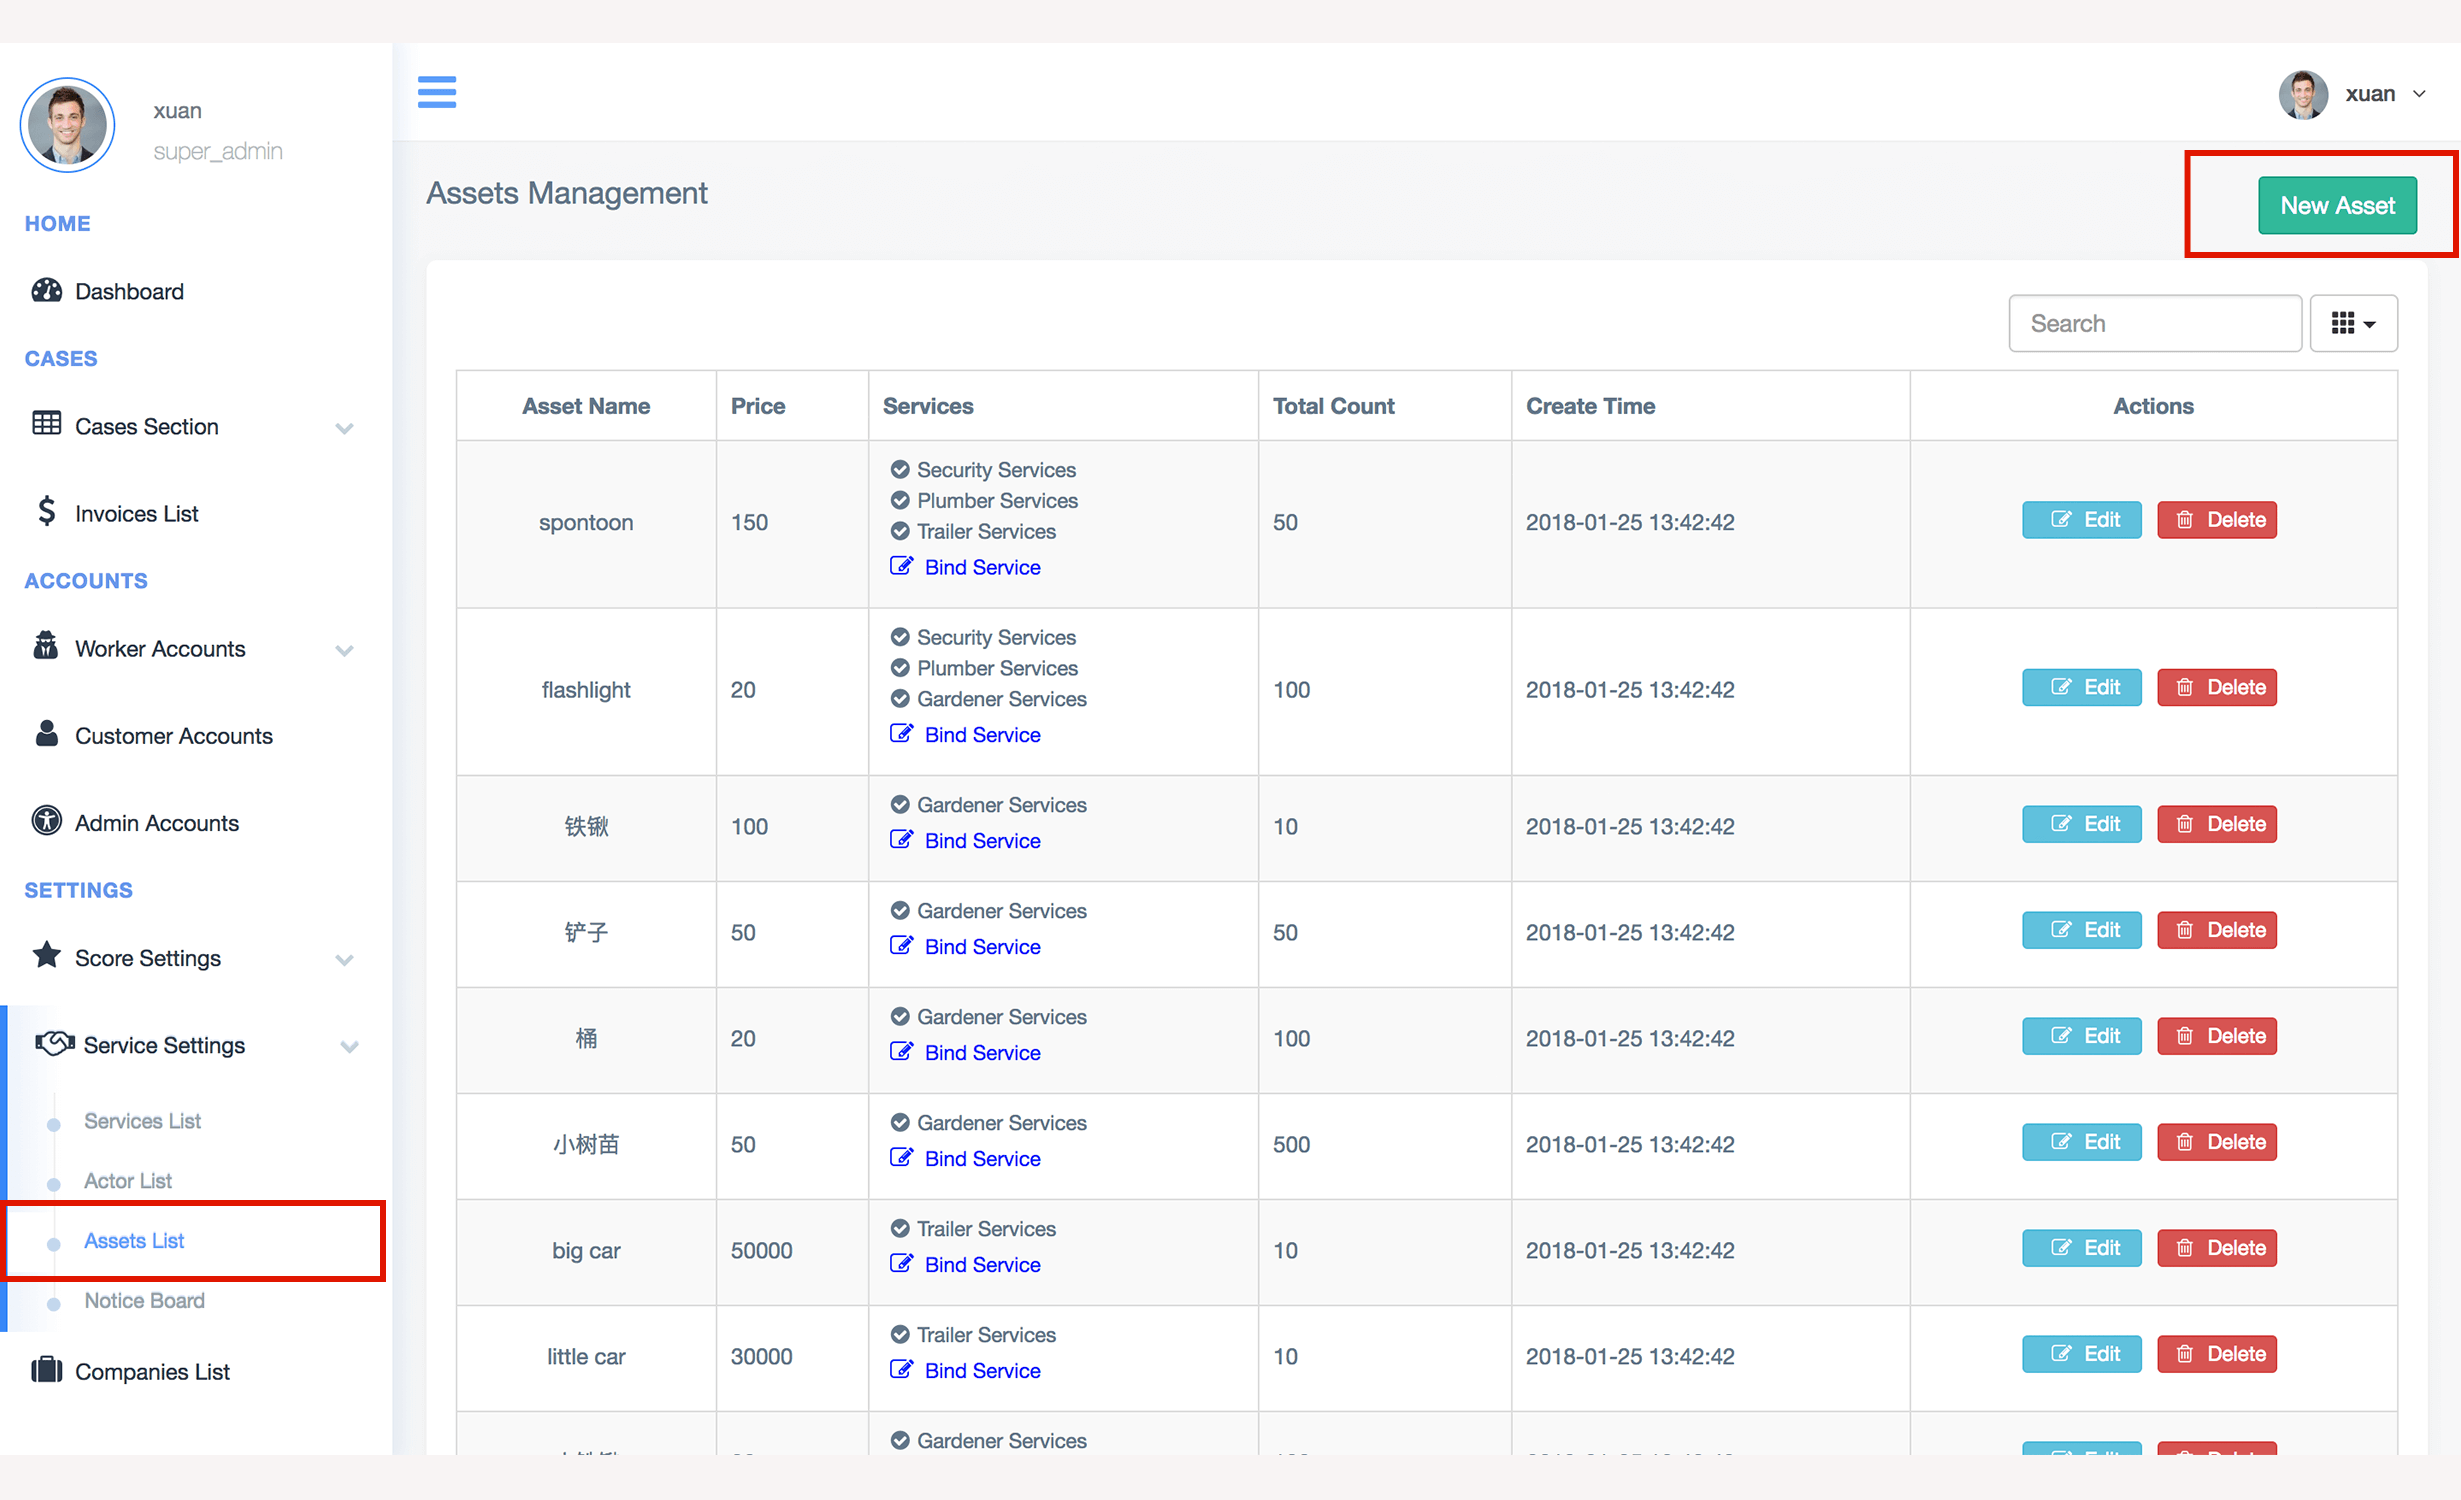 xuan
super_admin
HOME
Dashboard
CASES
Cases Section
Invoices List
ACCOUNTS
Worker Accounts
Customer Accounts
Admin Accounts
SETTINGS
Score Settings
Service Settings
Services List
Actor List
Assets List
Notice Board
Companies List
xuan
Assets Management
New Asset
Search
Asset Name Price Services Total Count Create Time Actions
spontoon 150 Security Services 50 2018-01-25 13:42:42 Edit Delete
Plumber Services
Trailer Services
Bind Service
flashlight 20 Security Services 100 2018-01-25 13:42:42 Edit Delete
Plumber Services
Gardener Services
Bind Service
铁锹 100 Gardener Services 10 2018-01-25 13:42:42 Edit Delete
Bind Service
铲子 50 Gardener Services 50 2018-01-25 13:42:42 Edit Delete
Bind Service
桶 20 Gardener Services 100 2018-01-25 13:42:42 Edit Delete
Bind Service
小树苗 50 Gardener Services 500 2018-01-25 13:42:42 Edit Delete
Bind Service
big car 50000 Trailer Services 10 2018-01-25 13:42:42 Edit Delete
Bind Service
little car 30000 Trailer Services 10 2018-01-25 13:42:42 Edit Delete
Bind Service
Gardener Services